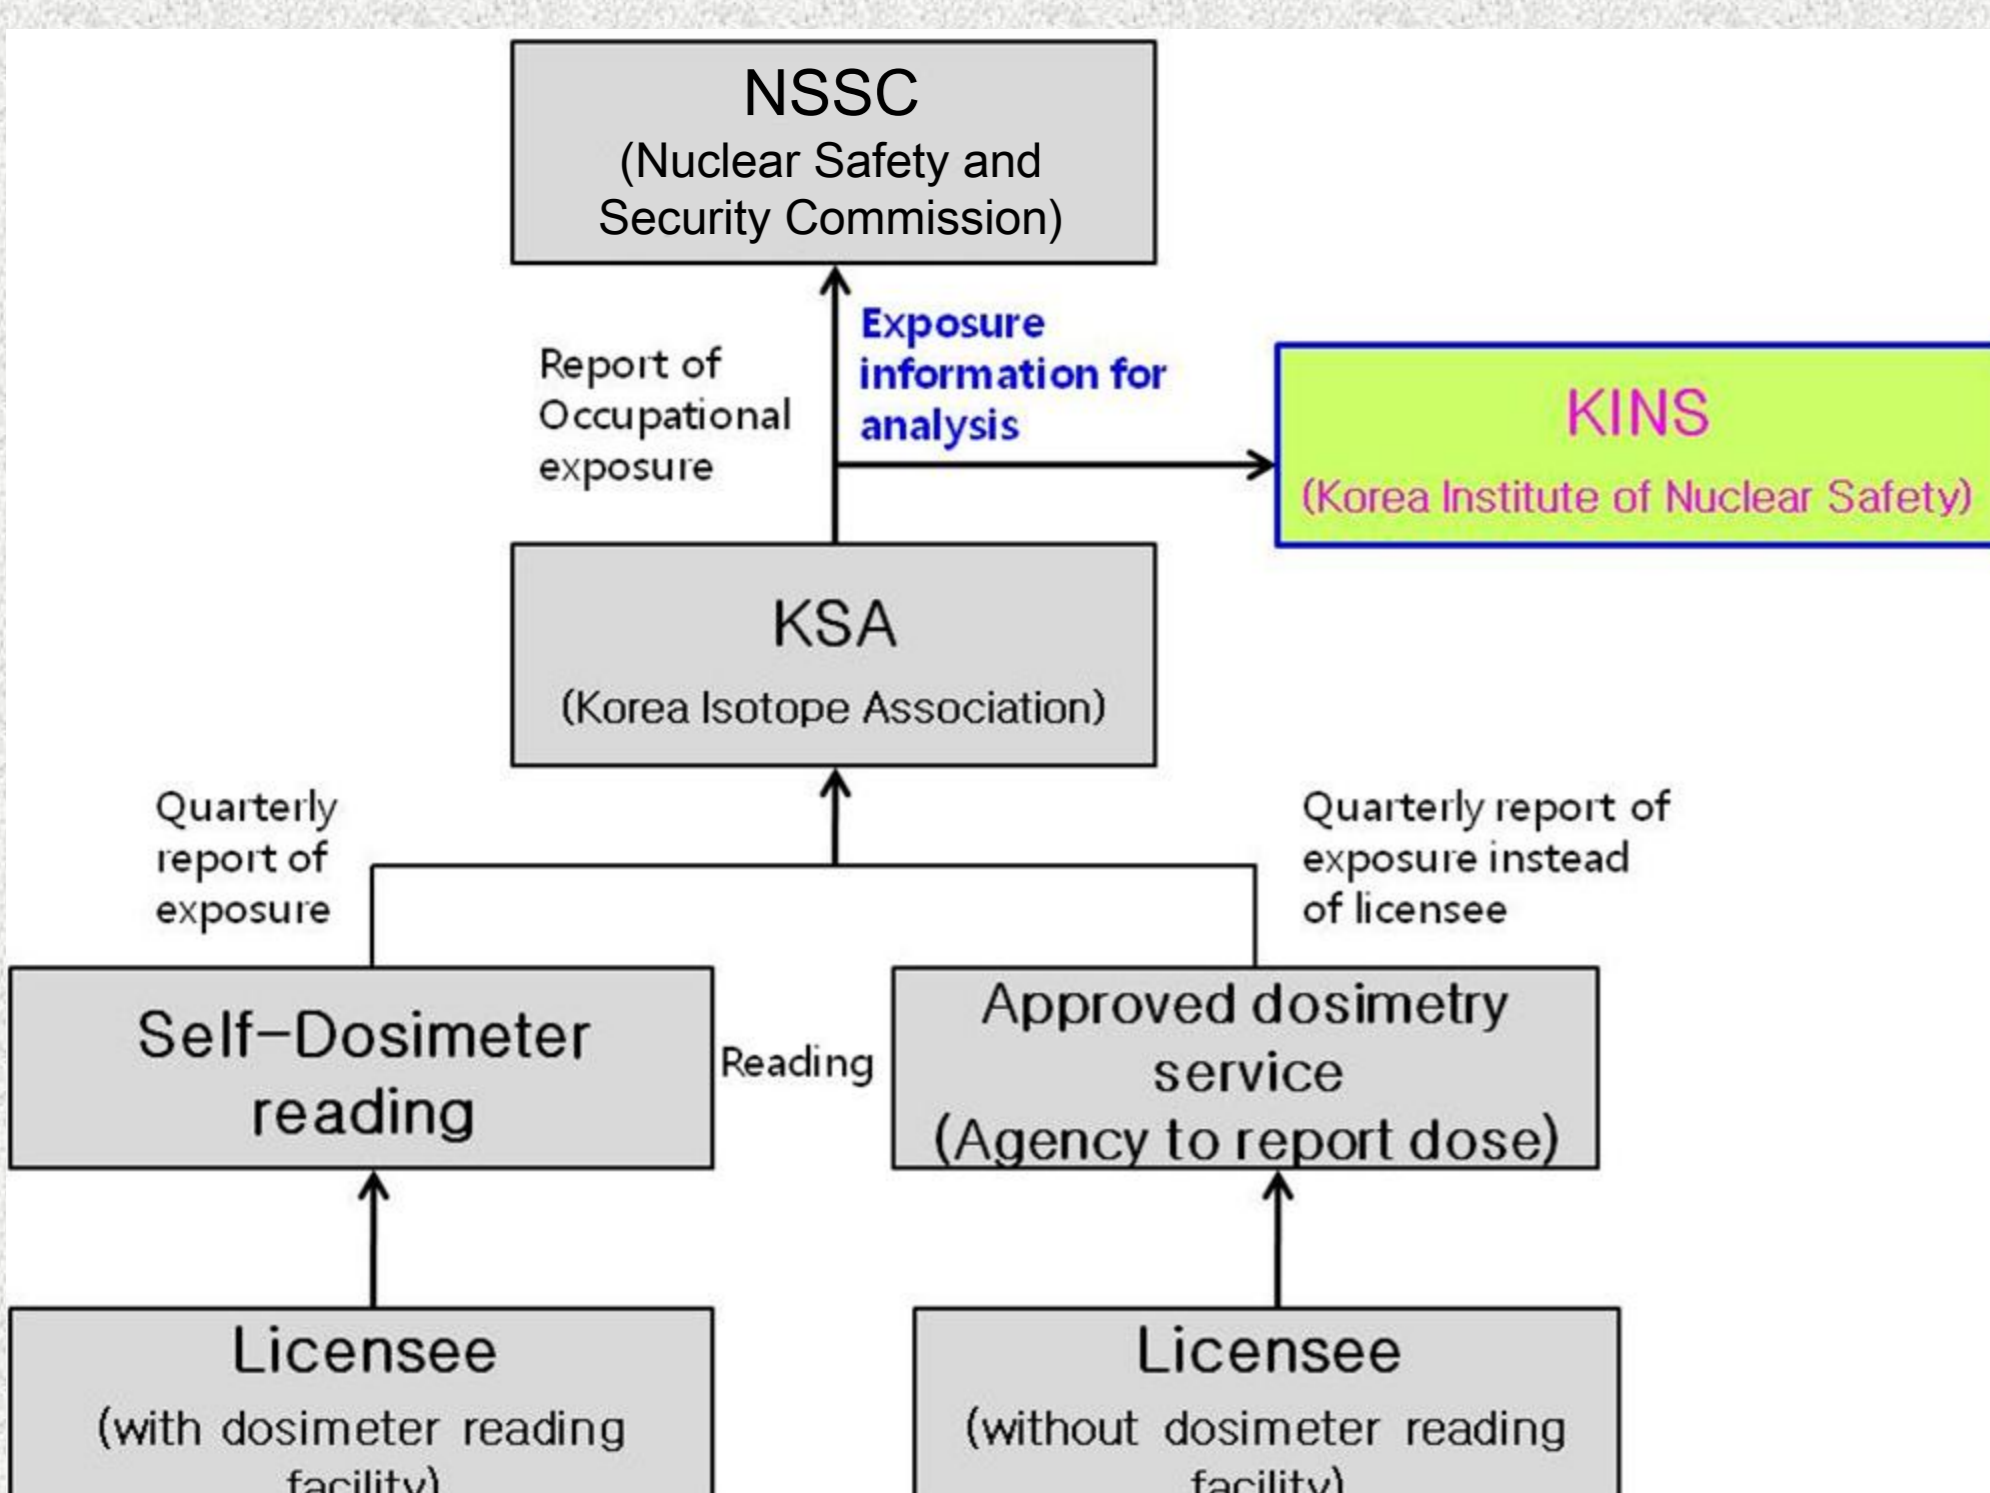 NSSC
(Nuclear Safety and
Security Commission)
Report of
Occupational
exposure
Exposure
information for
analysis
KINS
(Korea Institute of Nuclear Safety)
KSA
(Korea Isotope Association)
Quarterly
report of
exposure
Quarterly report of
exposure instead
of licensee
Self-Dosimeter
reading
Reading
Approved dosimetry
service
(Agency to report dose)
Licensee
(with dosimeter reading
facility)
Licensee
(without dosimeter reading
facility)